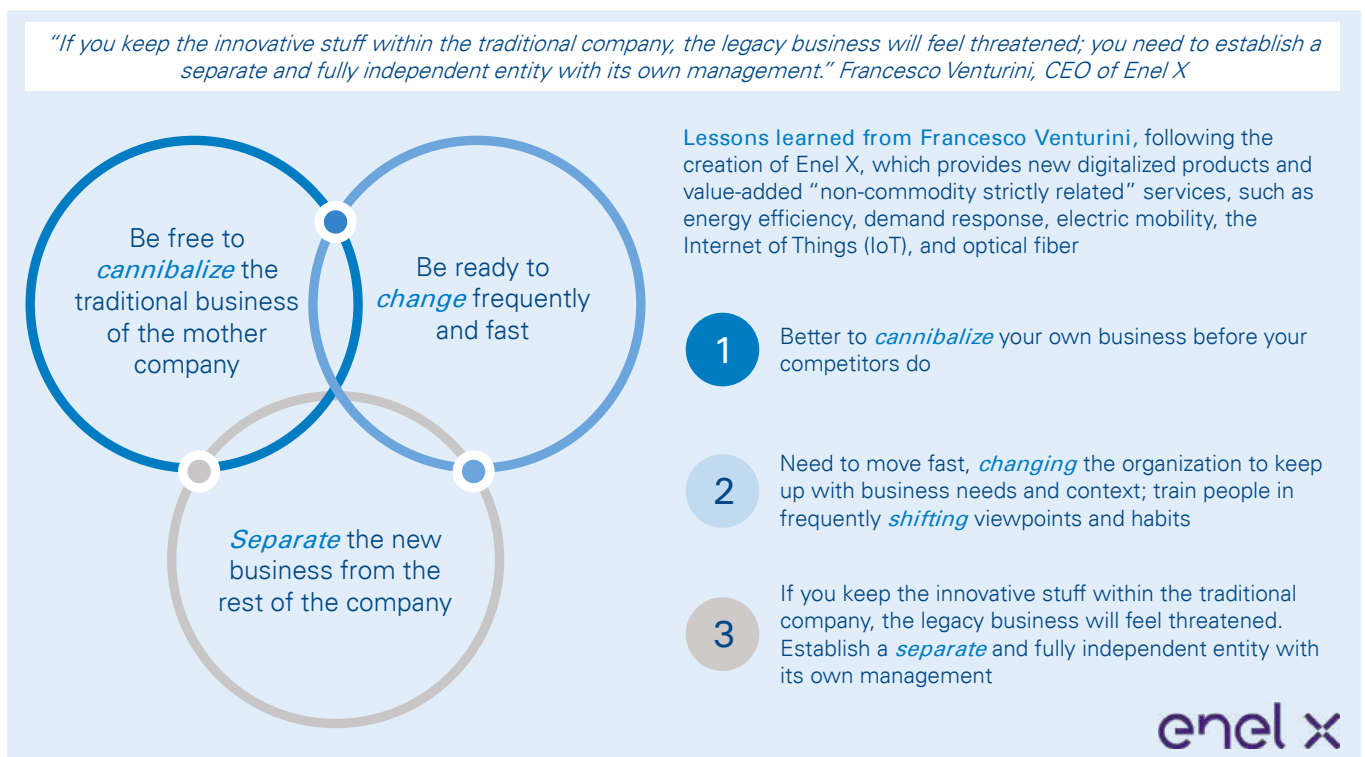 “If you keep the innovative stuff within the traditional company, the legacy business will feel threatened; you need to establish a
separate and fully independent entity with its own management.” Francesco Venturini, CEO of Enel X
Be free to
cannibalize the
traditional business
of the mother
company
Be ready to
change frequently
and fast
Separate the new
business from the
rest of the company
Lessons learned from Francesco Venturini, following the
creation of Enel X, which provides new digitalized products and
value-added “non-commodity strictly related” services, such as
energy efficiency, demand response, electric mobility, the
Internet of Things (IoT), and optical fiber
1
Better to cannibalize your own business before your
competitors do
2
Need to move fast, changing the organization to keep
up with business needs and context; train people in
frequently shifting viewpoints and habits
3
If you keep the innovative stuff within the traditional
company, the legacy business will feel threatened.
Establish a separate and fully independent entity with
its own management
enel x